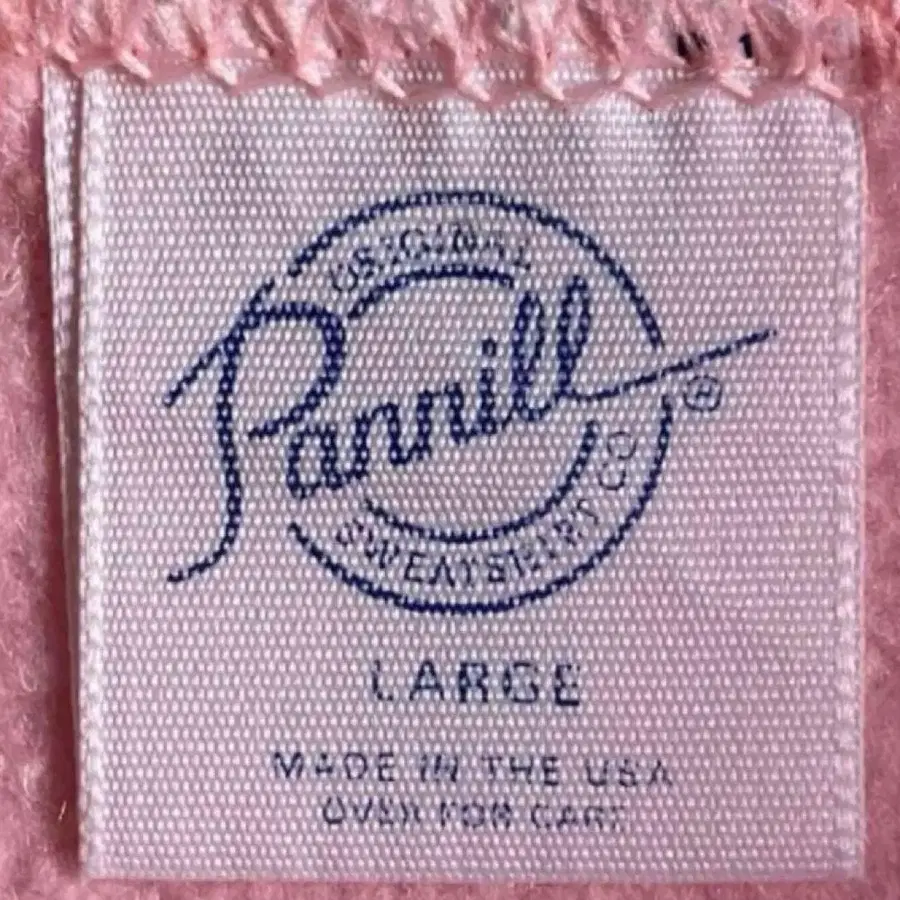 ORIGINAL
Pannill
®
SWEATSHIRT CO
LARGE
MADE IN THE USA
OVER FOR CARE